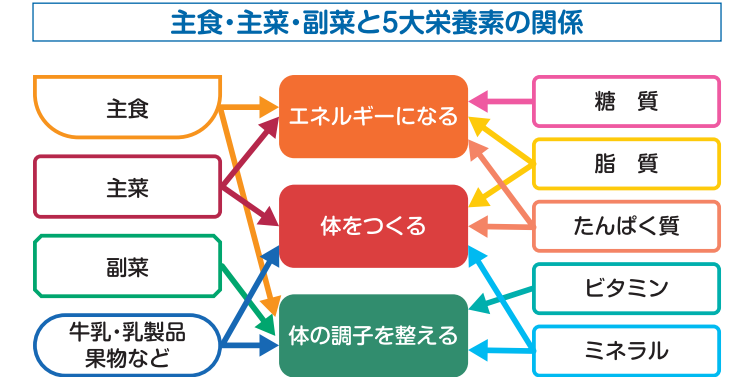 主食・主菜・副菜と5大栄養素の関係
主食
主菜
副菜
牛乳・乳製品
果物など
エネルギーになる
体をつくる
体の調子を整える
糖　質
脂　質
たんぱく質
ビタミン
ミネラル